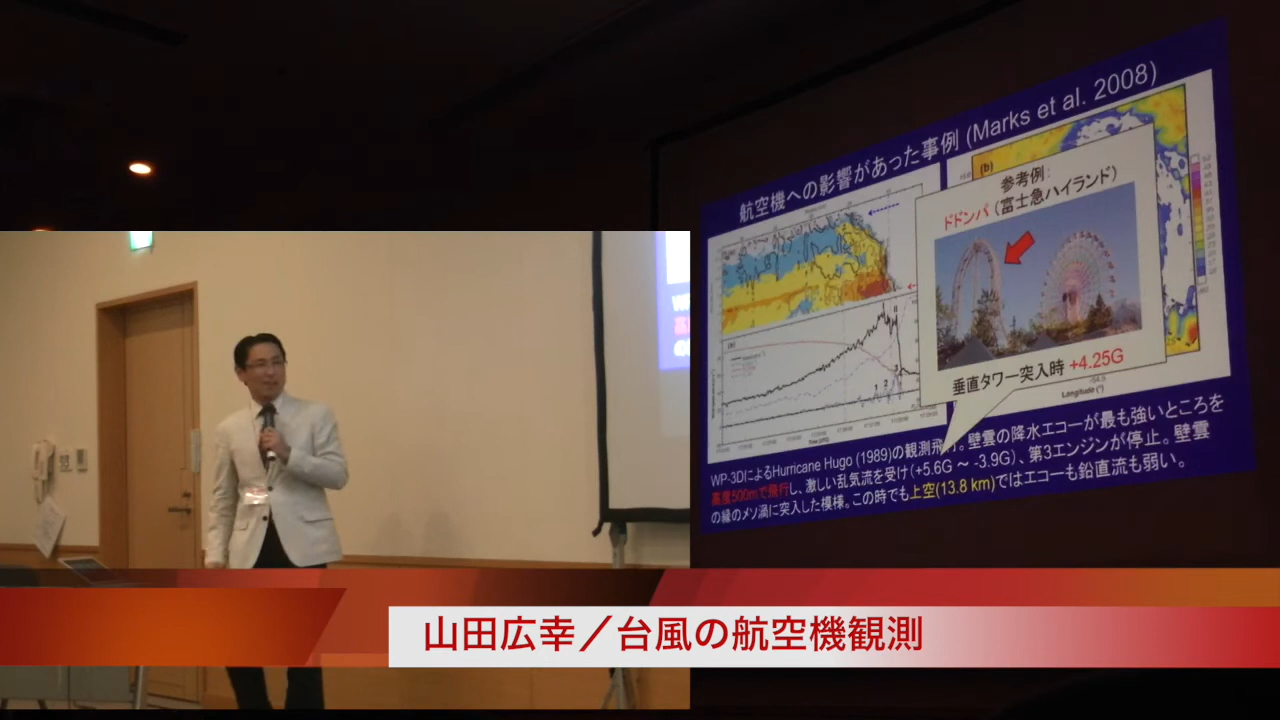 航空機への影響があった事例 (Marks et al. 2008)
(b)
参考例:
ドドンパ (富士急ハイランド)
垂直タワー突入時 +4.25G
Longitude (°)
Time (UTC)
WP-3DによるHurricane Hugo (1989)の観測飛行。壁雲の降水エコーが最も強いところを
高度500mで飛行し、激しい乱気流を受け(+5.6G ~ -3.9G)、第3エンジンが停止。壁雲
の縁のメソ渦に突入した模様。この時でも上空(13.8 km)ではエコーも鉛直流も弱い。
山田広幸／台風の航空機観測